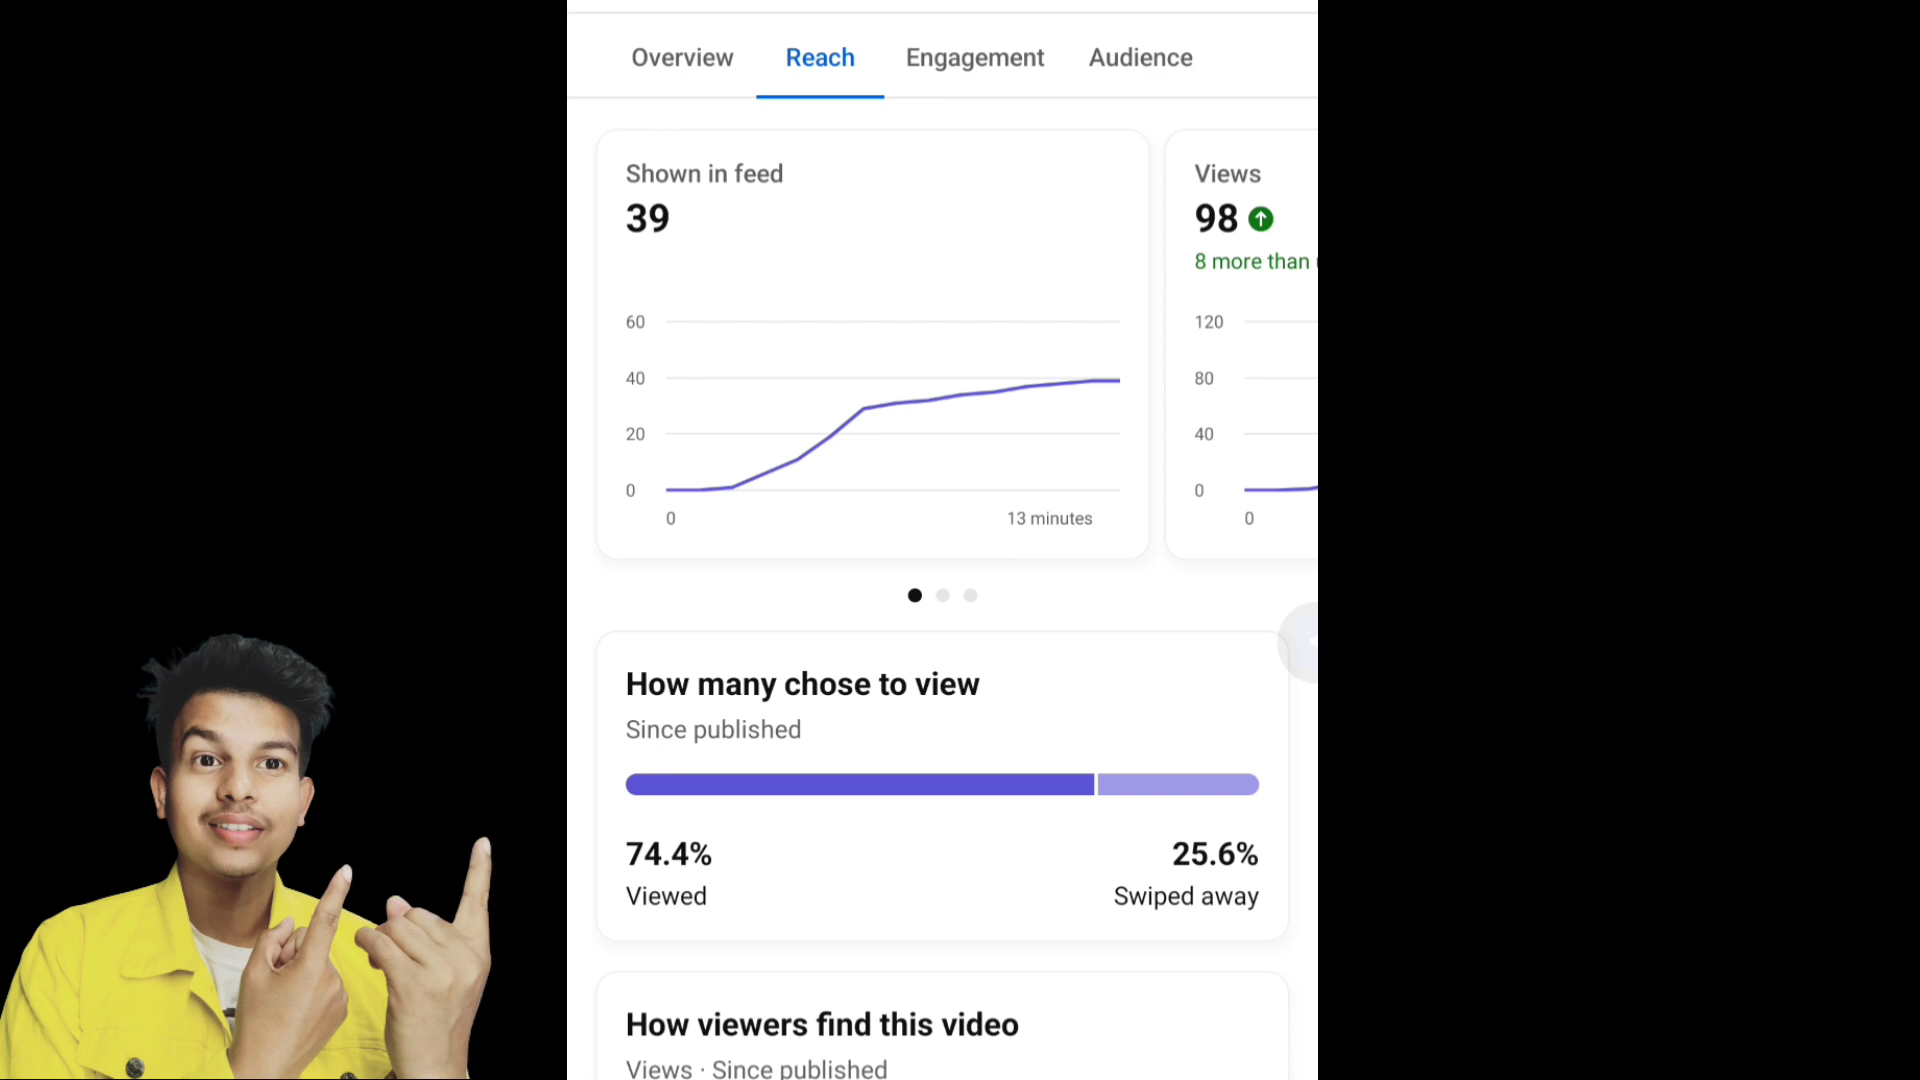 Overview Reach Engagement Audience
Shown in feed
39
60
40
20
0
0 13 minutes
Views
98
8 more than
120
80
40
0
0
How many chose to view
Since published
74.4% 25.6%
Viewed Swiped away
How viewers find this video
Views · Since published